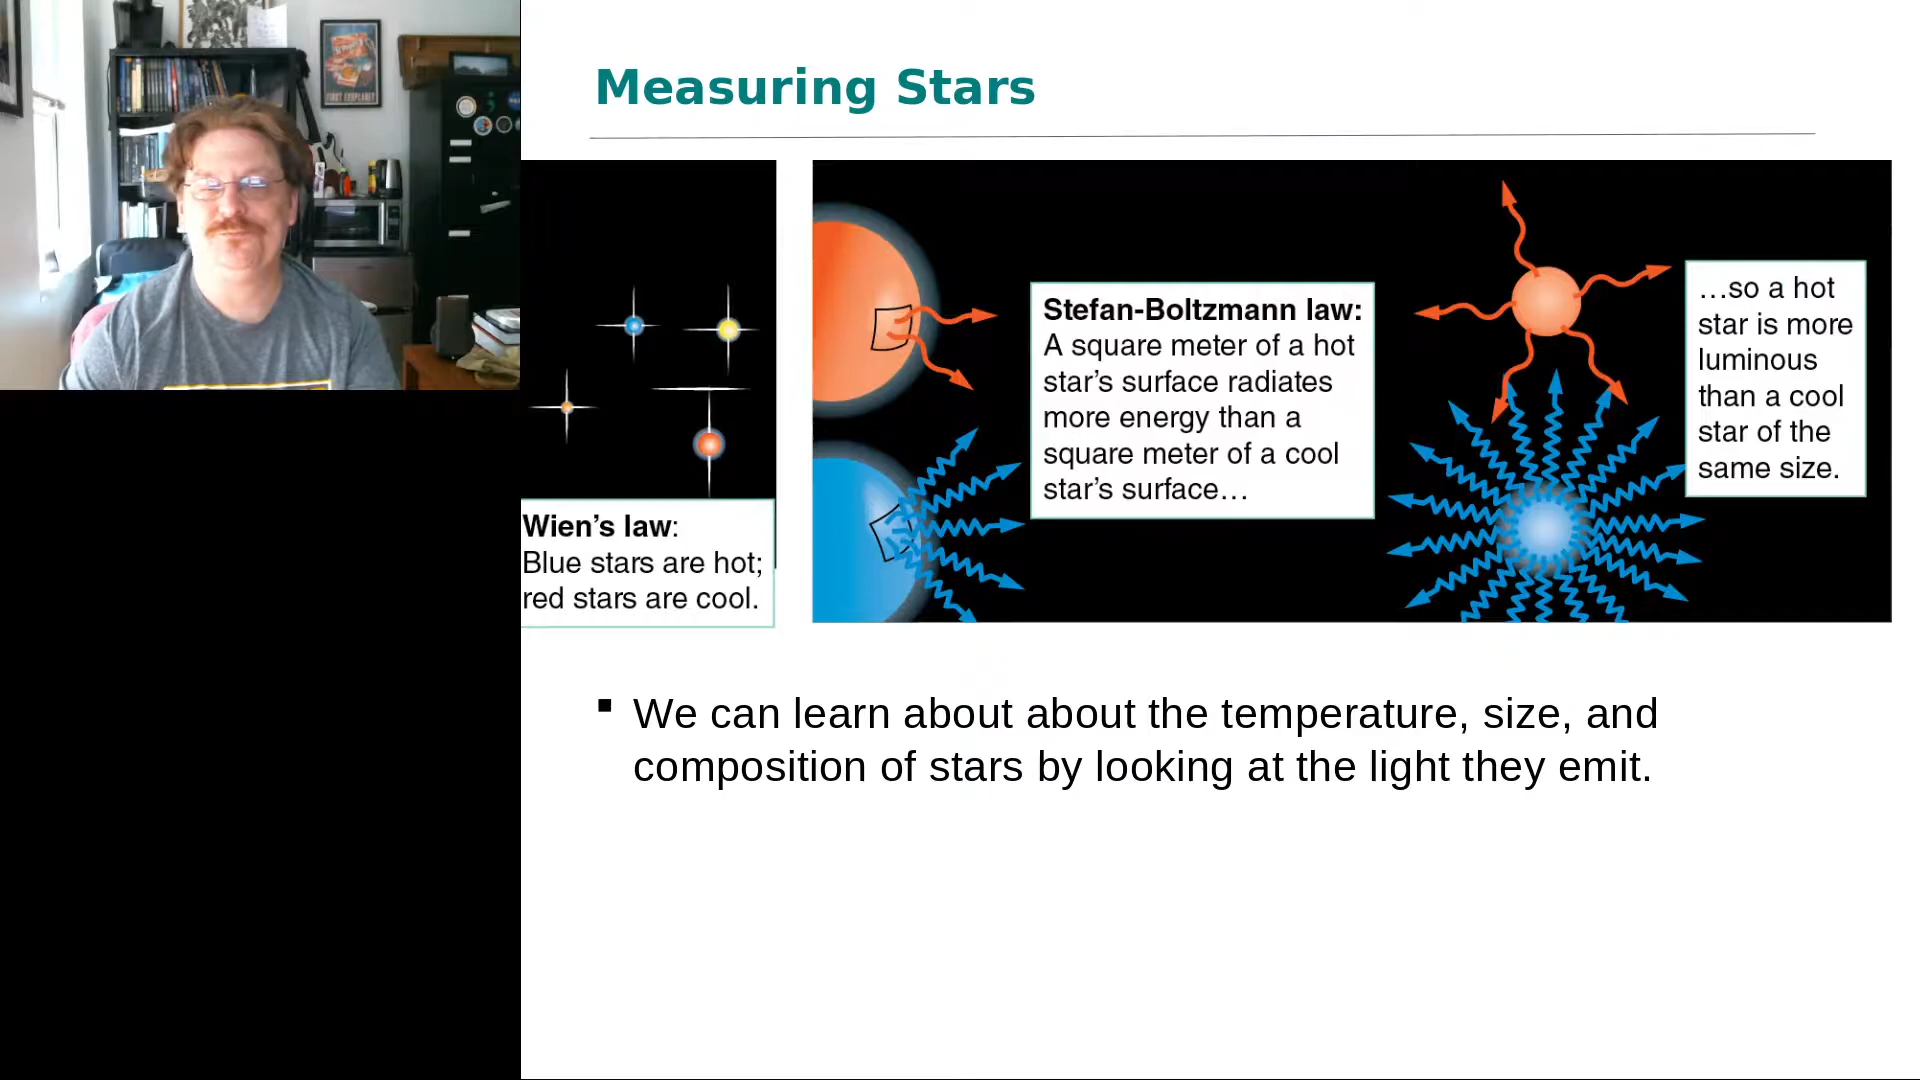 Measuring Stars
Wien's law:
Blue stars are hot;
red stars are cool.
Stefan-Boltzmann law:
A square meter of a hot
star's surface radiates
more energy than a
square meter of a cool
star's surface…
…so a hot
star is more
luminous
than a cool
star of the
same size.
▪ We can learn about about the temperature, size, and
composition of stars by looking at the light they emit.